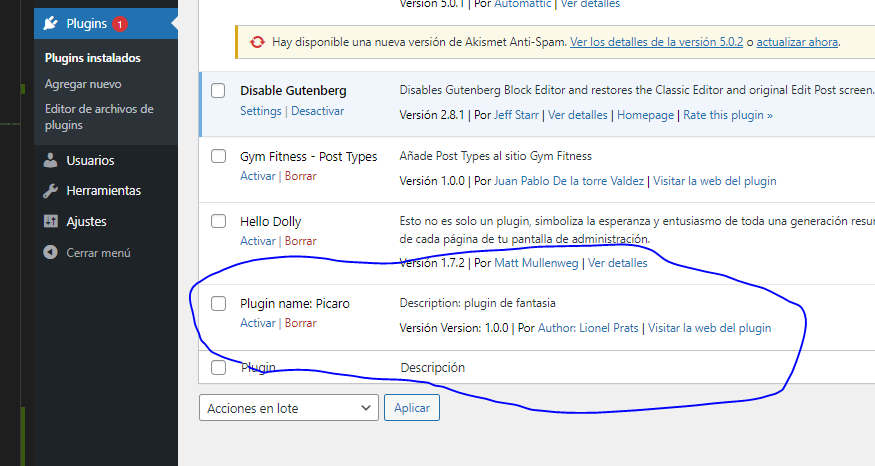 Versión 5.0.1 | Por Automattic | Ver detalles
Plugins 1
Hay disponible una nueva versión de Akismet Anti-Spam. Ver los detalles de la versión 5.0.2 o actualizar ahora.
Plugins instalados
Agregar nuevo
Editor de archivos de
plugins
Usuarios
Herramientas
Ajustes
Cerrar menú
Disable Gutenberg
Settings | Desactivar
Disables Gutenberg Block Editor and restores the Classic Editor and original Edit Post screen.
Versión 2.8.1 | Por Jeff Starr | Ver detalles | Homepage | Rate this plugin »
Gym Fitness - Post Types
Activar | Borrar
Añade Post Types al sitio Gym Fitness
Versión 1.0.0 | Por Juan Pablo De la torre Valdez | Visitar la web del plugin
Hello Dolly
Activar | Borrar
Esto no es solo un plugin, simboliza la esperanza y entusiasmo de toda una generación
de cada página de tu pantalla de administración.
Versión 1.7.2 | Por Matt Mullenweg | Ver detalles
Plugin name: Picaro
Activar | Borrar
Description: plugin de fantasia
Versión Version: 1.0.0 | Por Author: Lionel Prats | Visitar la web del plugin
Plugin
Descripción
Acciones en lote
Aplicar